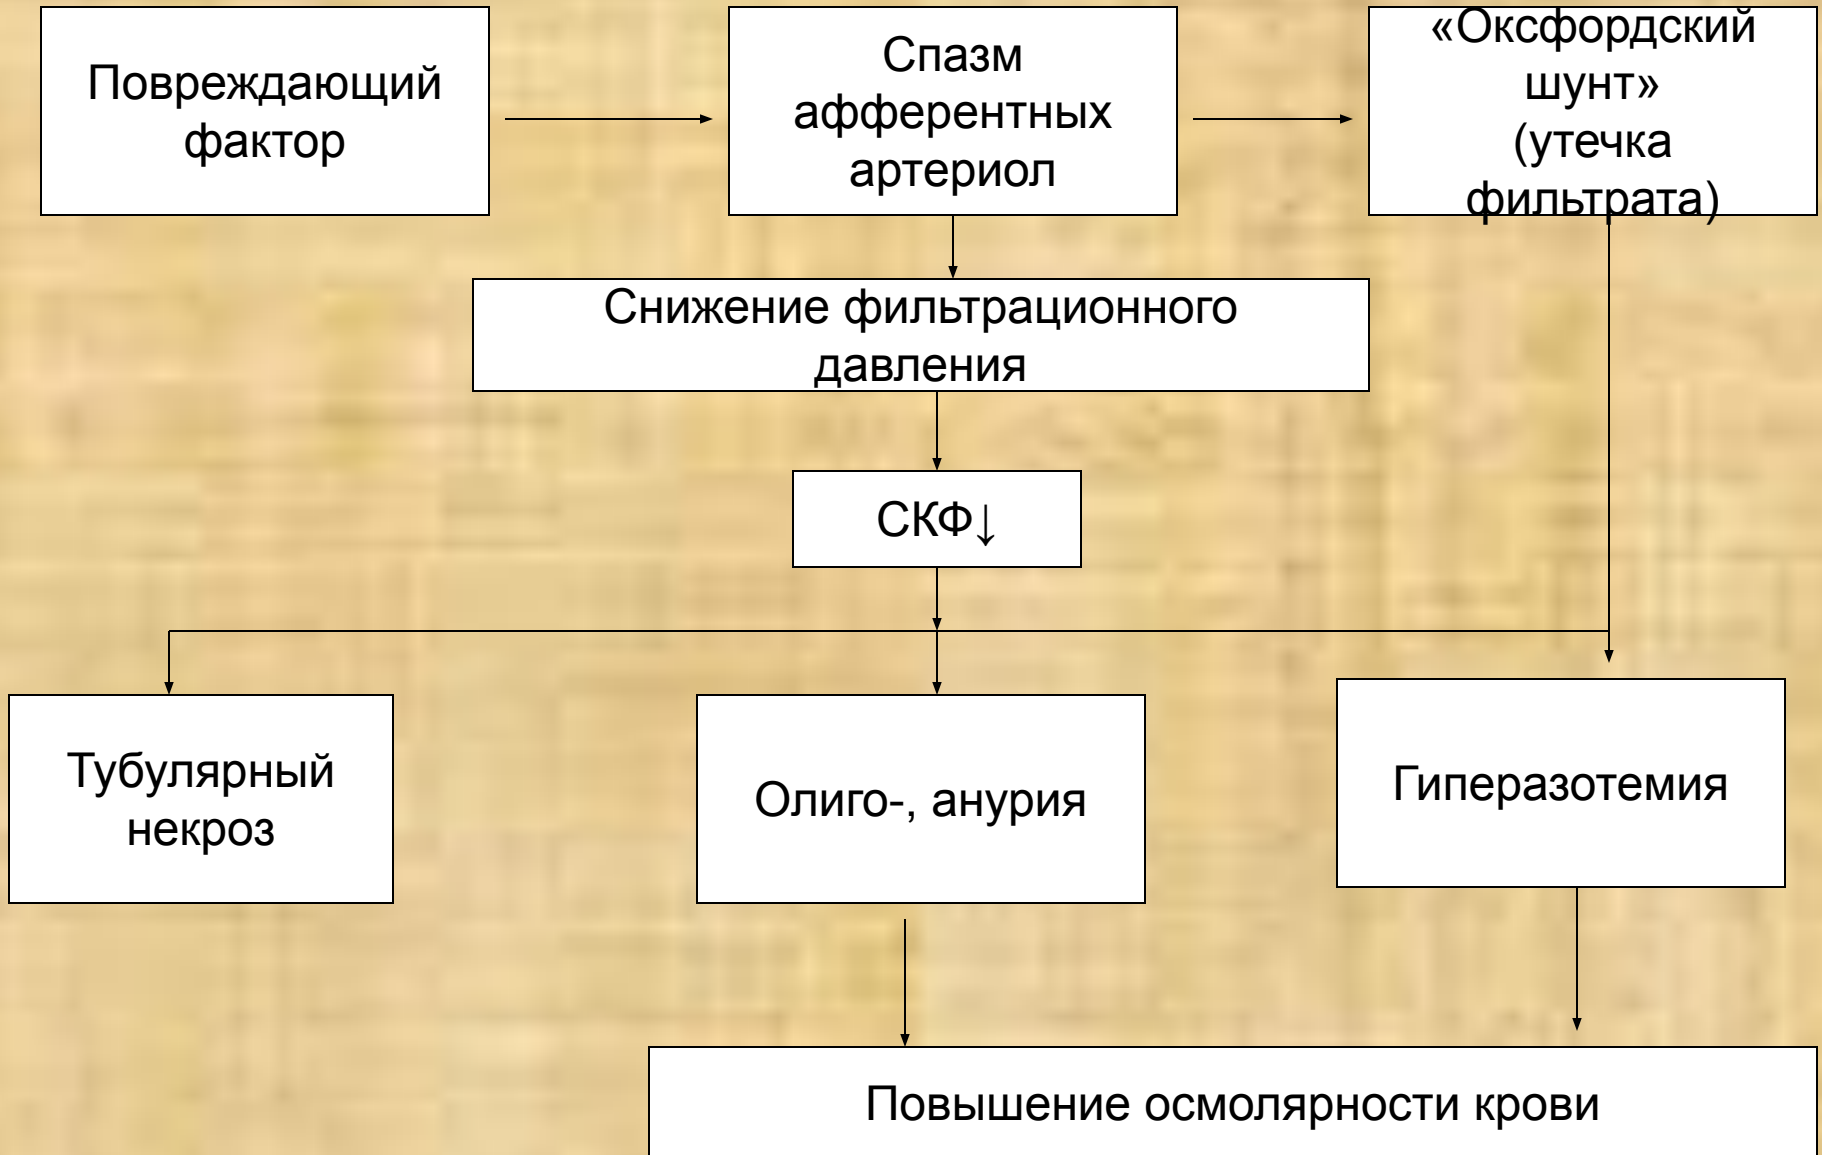 Повреждающий
фактор
Спазм
афферентных
артериол
«Оксфордский
шунт»
(утечка
фильтрата)
Снижение фильтрационного
давления
СКФ↓
Тубулярный
некроз
Олиго-, анурия
Гиперазотемия
Повышение осмолярности крови